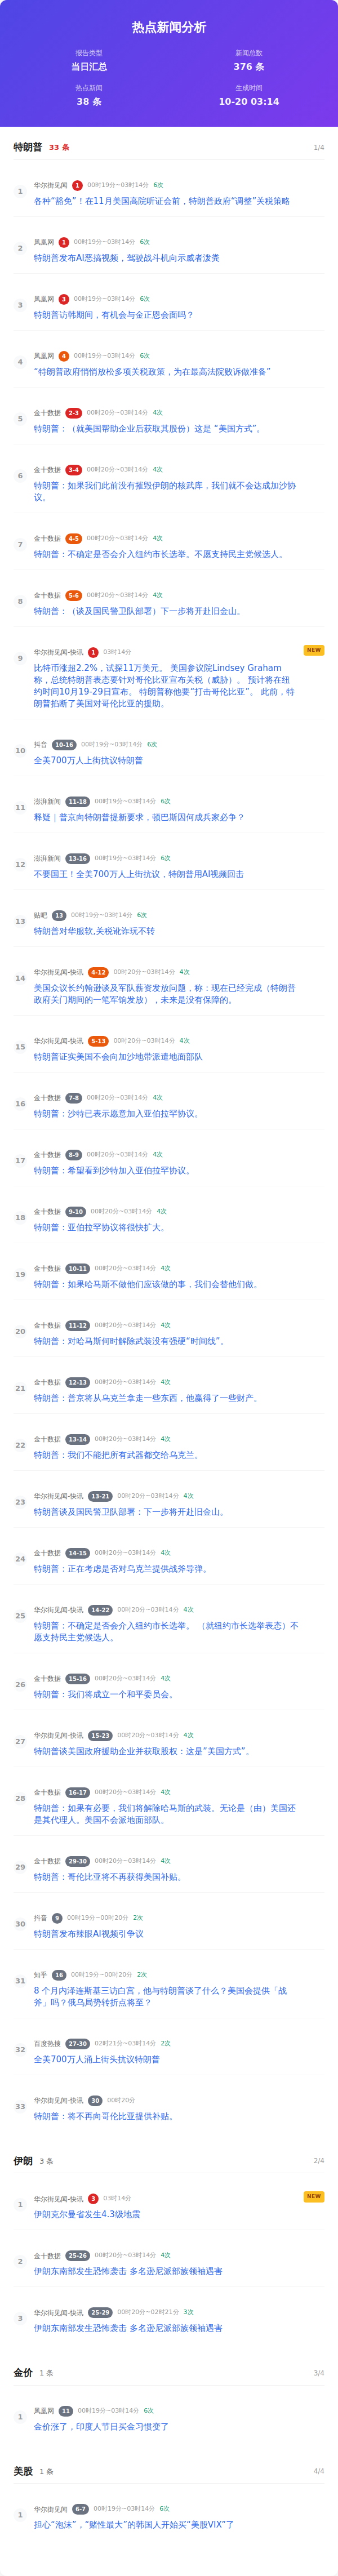 热点新闻分析
报告类型
新闻总数
当日汇总
376 条
热点新闻
生成时间
38 条
10-20 03:14
特朗普 33 条 1/4
1
华尔街见闻 1 00时19分~03时14分 6次
各种“豁免”！在11月美国高院听证会前，特朗普政府“调整”关税策略
2
凤凰网 1 00时19分~03时14分 6次
特朗普发布AI恶搞视频，驾驶战斗机向示威者泼粪
3
凤凰网 3 00时19分~03时14分 6次
特朗普访韩期间，有机会与金正恩会面吗？
4
凤凰网 4 00时19分~03时14分 6次
“特朗普政府悄悄放松多项关税政策，为在最高法院败诉做准备”
5
金十数据 2-3 00时20分~03时14分 4次
特朗普：（就美国帮助企业后获取其股份）这是 “美国方式”。
6
金十数据 3-4 00时20分~03时14分 4次
特朗普：如果我们此前没有摧毁伊朗的核武库，我们就不会达成加沙协
议。
7
金十数据 4-5 00时20分~03时14分 4次
特朗普：不确定是否会介入纽约市长选举。不愿支持民主党候选人。
8
金十数据 5-6 00时20分~03时14分 4次
特朗普：（谈及国民警卫队部署）下一步将开赴旧金山。
9
华尔街见闻-快讯 1 03时14分
NEW
比特币涨超2.2%，试探11万美元。 美国参议院Lindsey Graham
称，总统特朗普表态要针对哥伦比亚宣布关税（威胁）。 预计将在纽
约时间10月19-29日宣布。 特朗普称他要“打击哥伦比亚”。 此前，特
朗普掐断了美国对哥伦比亚的援助。
10
抖音 10-16 00时19分~03时14分 6次
全美700万人上街抗议特朗普
11
澎湃新闻 11-18 00时19分~03时14分 6次
释疑｜普京向特朗普提新要求，顿巴斯因何成兵家必争？
12
澎湃新闻 13-16 00时19分~03时14分 6次
不要国王！全美700万人上街抗议，特朗普用AI视频回击
13
贴吧 13 00时19分~03时14分 6次
特朗普对华服软,关税讹诈玩不转
14
华尔街见闻-快讯 4-12 00时20分~03时14分 4次
美国众议长约翰逊谈及军队薪资发放问题，称：现在已经完成（特朗普
政府关门期间的一笔军饷发放），未来是没有保障的。
15
华尔街见闻-快讯 5-13 00时20分~03时14分 4次
特朗普证实美国不会向加沙地带派遣地面部队
16
金十数据 7-8 00时20分~03时14分 4次
特朗普：沙特已表示愿意加入亚伯拉罕协议。
17
金十数据 8-9 00时20分~03时14分 4次
特朗普：希望看到沙特加入亚伯拉罕协议。
18
金十数据 9-10 00时20分~03时14分 4次
特朗普：亚伯拉罕协议将很快扩大。
19
金十数据 10-11 00时20分~03时14分 4次
特朗普：如果哈马斯不做他们应该做的事，我们会替他们做。
20
金十数据 11-12 00时20分~03时14分 4次
特朗普：对哈马斯何时解除武装没有强硬“时间线”。
21
金十数据 12-13 00时20分~03时14分 4次
特朗普：普京将从乌克兰拿走一些东西，他赢得了一些财产。
22
金十数据 13-14 00时20分~03时14分 4次
特朗普：我们不能把所有武器都交给乌克兰。
23
华尔街见闻-快讯 13-21 00时20分~03时14分 4次
特朗普谈及国民警卫队部署：下一步将开赴旧金山。
24
金十数据 14-15 00时20分~03时14分 4次
特朗普：正在考虑是否对乌克兰提供战斧导弹。
25
华尔街见闻-快讯 14-22 00时20分~03时14分 4次
特朗普：不确定是否会介入纽约市长选举。 （就纽约市长选举表态）不
愿支持民主党候选人。
26
金十数据 15-16 00时20分~03时14分 4次
特朗普：我们将成立一个和平委员会。
27
华尔街见闻-快讯 15-23 00时20分~03时14分 4次
特朗普谈美国政府援助企业并获取股权：这是“美国方式”。
28
金十数据 16-17 00时20分~03时14分 4次
特朗普：如果有必要，我们将解除哈马斯的武装。无论是（由）美国还
是其代理人。美国不会派地面部队。
29
金十数据 29-30 00时20分~03时14分 4次
特朗普：哥伦比亚将不再获得美国补贴。
30
抖音 9 00时19分~00时20分 2次
特朗普发布辣眼AI视频引争议
31
知乎 16 00时19分~00时20分 2次
8 个月内泽连斯基三访白宫，他与特朗普谈了什么？美国会提供「战
斧」吗？俄乌局势转折点将至？
32
百度热搜 27-30 02时21分~03时14分 2次
全美700万人涌上街头抗议特朗普
33
华尔街见闻-快讯 30 00时20分
特朗普：将不再向哥伦比亚提供补贴。
伊朗 3 条 2/4
1
华尔街见闻-快讯 3 03时14分
NEW
伊朗克尔曼省发生4.3级地震
2
金十数据 25-26 00时20分~03时14分 4次
伊朗东南部发生恐怖袭击 多名逊尼派部族领袖遇害
3
华尔街见闻-快讯 25-29 00时20分~02时21分 3次
伊朗东南部发生恐怖袭击 多名逊尼派部族领袖遇害
金价 1 条 3/4
1
凤凰网 11 00时19分~03时14分 6次
金价涨了，印度人节日买金习惯变了
美股 1 条 4/4
1
华尔街见闻 6-7 00时19分~03时14分 6次
担心“泡沫”，“赌性最大”的韩国人开始买“美股VIX”了